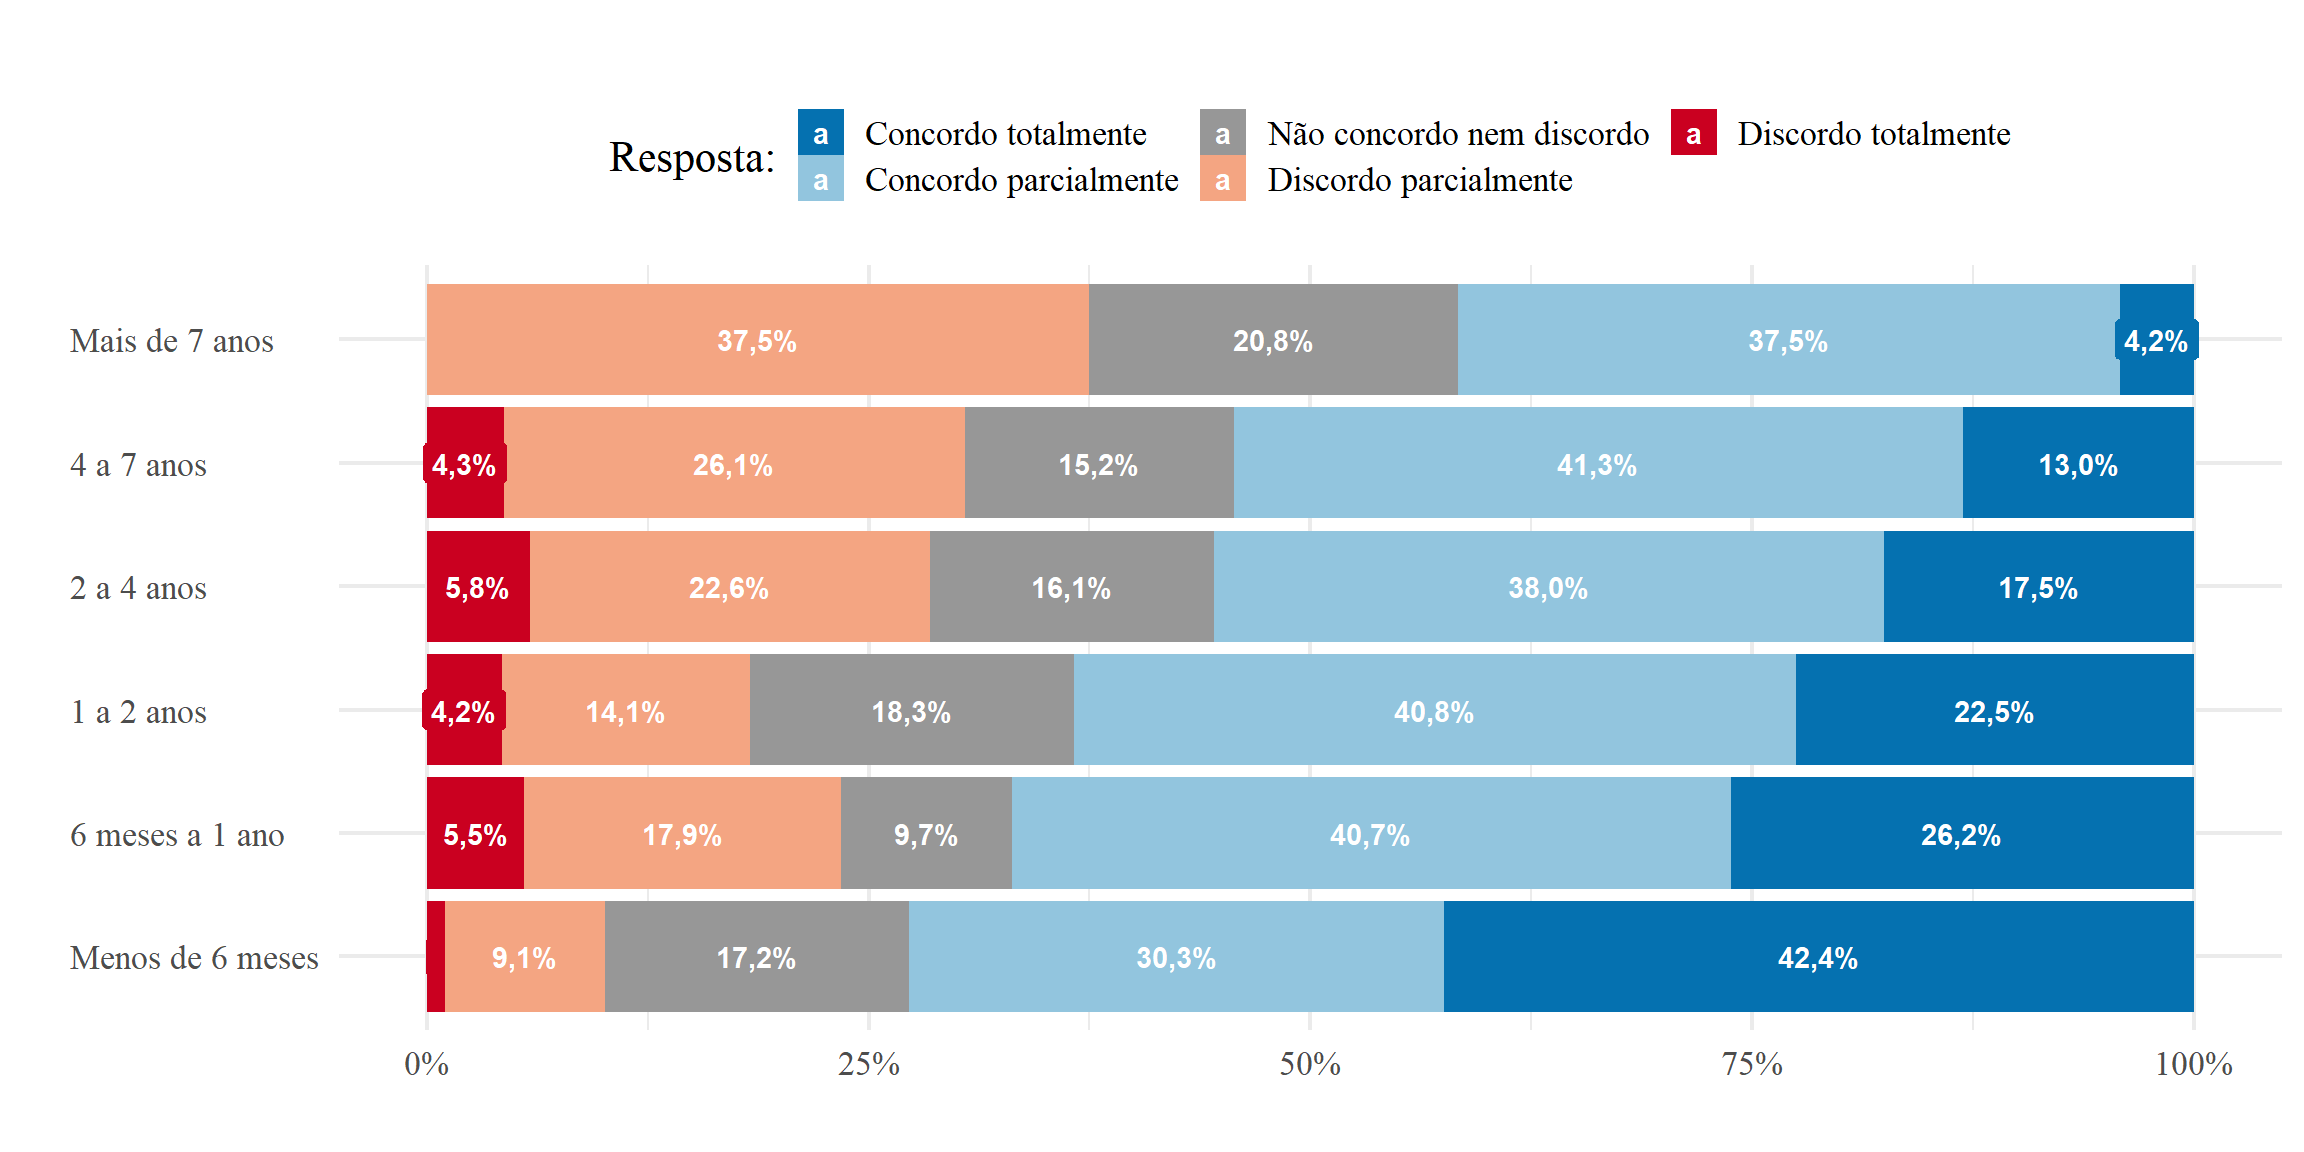 Resposta:
a Concordo totalmente
a Concordo parcialmente
a Não concordo nem discordo
a Discordo parcialmente
a Discordo totalmente
Mais de 7 anos 37,5% 20,8% 37,5% 4,2%
4 a 7 anos 4,3% 26,1% 15,2% 41,3% 13,0%
2 a 4 anos 5,8% 22,6% 16,1% 38,0% 17,5%
1 a 2 anos 4,2% 14,1% 18,3% 40,8% 22,5%
6 meses a 1 ano 5,5% 17,9% 9,7% 40,7% 26,2%
Menos de 6 meses 9,1% 17,2% 30,3% 42,4%
0% 25% 50% 75% 100%